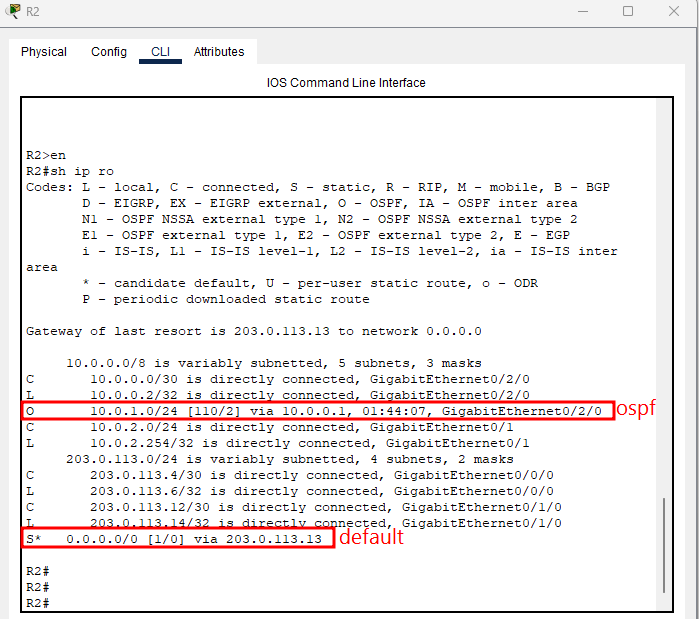 R2
Physical Config CLI Attributes
IOS Command Line Interface
R2>en
R2#sh ip ro
Codes: L - local, C - connected, S - static, R - RIP, M - mobile, B - BGP
D - EIGRP, EX - EIGRP external, O - OSPF, IA - OSPF inter area
N1 - OSPF NSSA external type 1, N2 - OSPF NSSA external type 2
E1 - OSPF external type 1, E2 - OSPF external type 2, E - EGP
i - IS-IS, L1 - IS-IS level-1, L2 - IS-IS level-2, ia - IS-IS inter
area
* - candidate default, U - per-user static route, o - ODR
P - periodic downloaded static route
Gateway of last resort is 203.0.113.13 to network 0.0.0.0
10.0.0.0/8 is variably subnetted, 5 subnets, 3 masks
C 10.0.0.0/30 is directly connected, GigabitEthernet0/2/0
L 10.0.0.2/32 is directly connected, GigabitEthernet0/2/0
O 10.0.1.0/24 [110/2] via 10.0.0.1, 01:44:07, GigabitEthernet0/2/0 ospf
C 10.0.2.0/24 is directly connected, GigabitEthernet0/1
L 10.0.2.254/32 is directly connected, GigabitEthernet0/1
203.0.113.0/24 is variably subnetted, 4 subnets, 2 masks
C 203.0.113.4/30 is directly connected, GigabitEthernet0/0/0
L 203.0.113.6/32 is directly connected, GigabitEthernet0/0/0
C 203.0.113.12/30 is directly connected, GigabitEthernet0/1/0
L 203.0.113.14/32 is directly connected, GigabitEthernet0/1/0
S* 0.0.0.0/0 [1/0] via 203.0.113.13 default
R2#
R2#
R2#